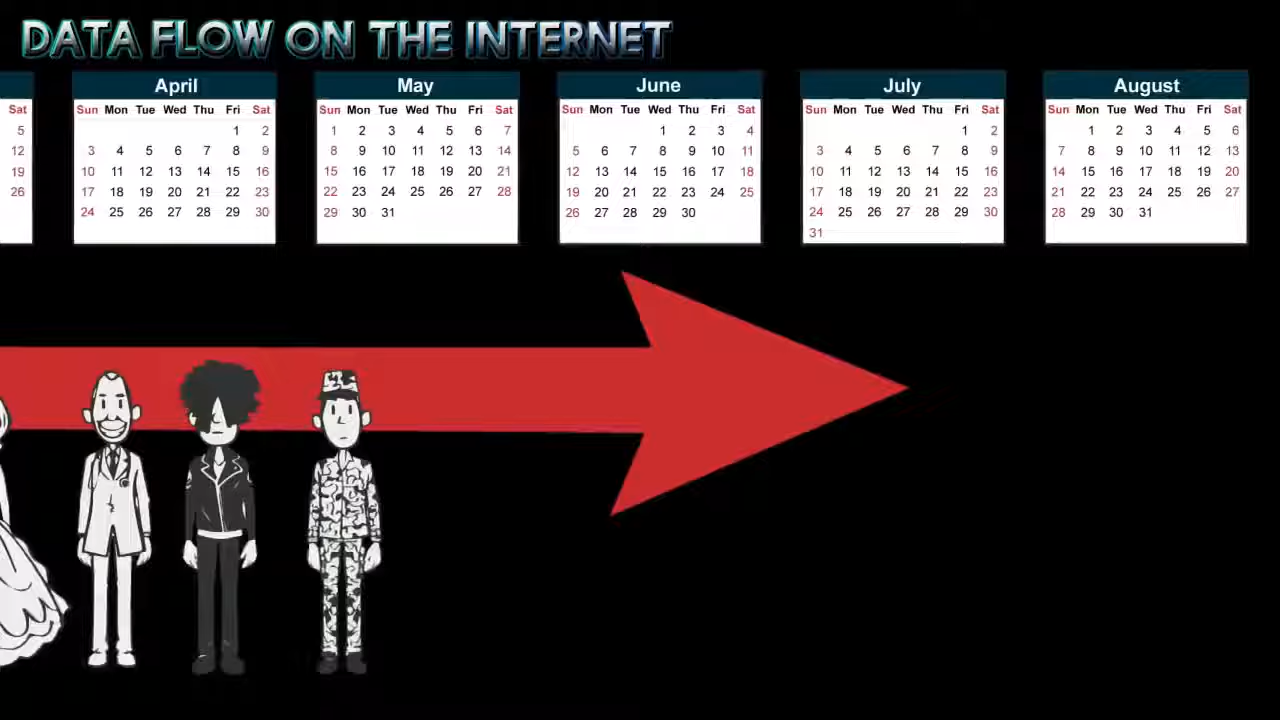 DATA FLOW ON THE INTERNET
April May June July August
Sat Sun Mon Tue Wed Thu Fri Sat Sun Mon Tue Wed Thu Fri Sat Sun Mon Tue Wed Thu Fri Sat Sun Mon Tue Wed Thu Fri Sat Sun Mon Tue Wed Thu Fri Sat
5 1 2 1 2 3 4 5 6 7 1 2 3 4 1 2 1 2 3 4 5 6
12 3 4 5 6 7 8 9 8 9 10 11 12 13 14 5 6 7 8 9 10 11 3 4 5 6 7 8 9 7 8 9 10 11 12 13
19 10 11 12 13 14 15 16 15 16 17 18 19 20 21 12 13 14 15 16 17 18 10 11 12 13 14 15 16 14 15 16 17 18 19 20
26 17 18 19 20 21 22 23 22 23 24 25 26 27 28 19 20 21 22 23 24 25 17 18 19 20 21 22 23 21 22 23 24 25 26 27
24 25 26 27 28 29 30 29 30 31 26 27 28 29 30 24 25 26 27 28 29 30 28 29 30 31
31